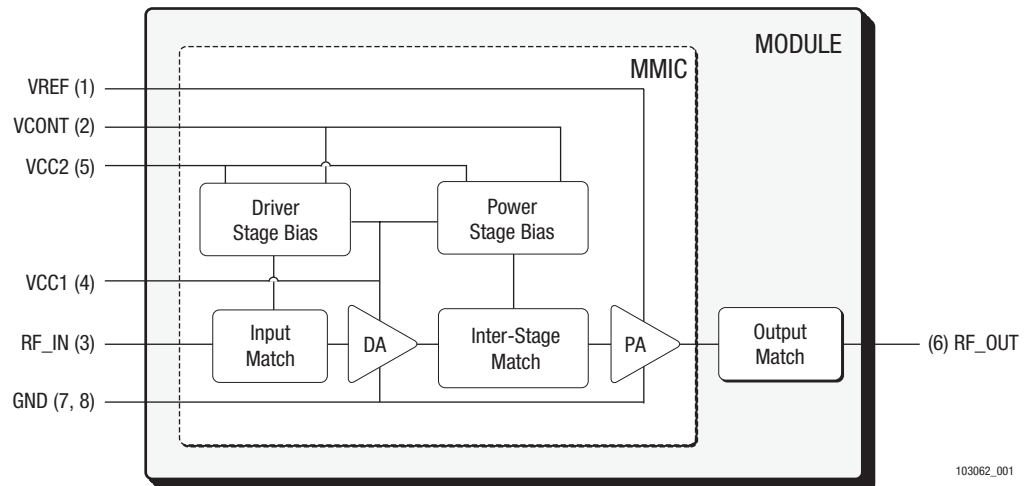 MODULE
MMIC
VREF (1)
VCONT (2)
VCC2 (5)
Driver
Stage Bias
Power
Stage Bias
VCC1 (4)
RF_IN (3)
Input
Match
DA
Inter-Stage
Match
PA
Output
Match
(6) RF_OUT
GND (7, 8)
103062_001